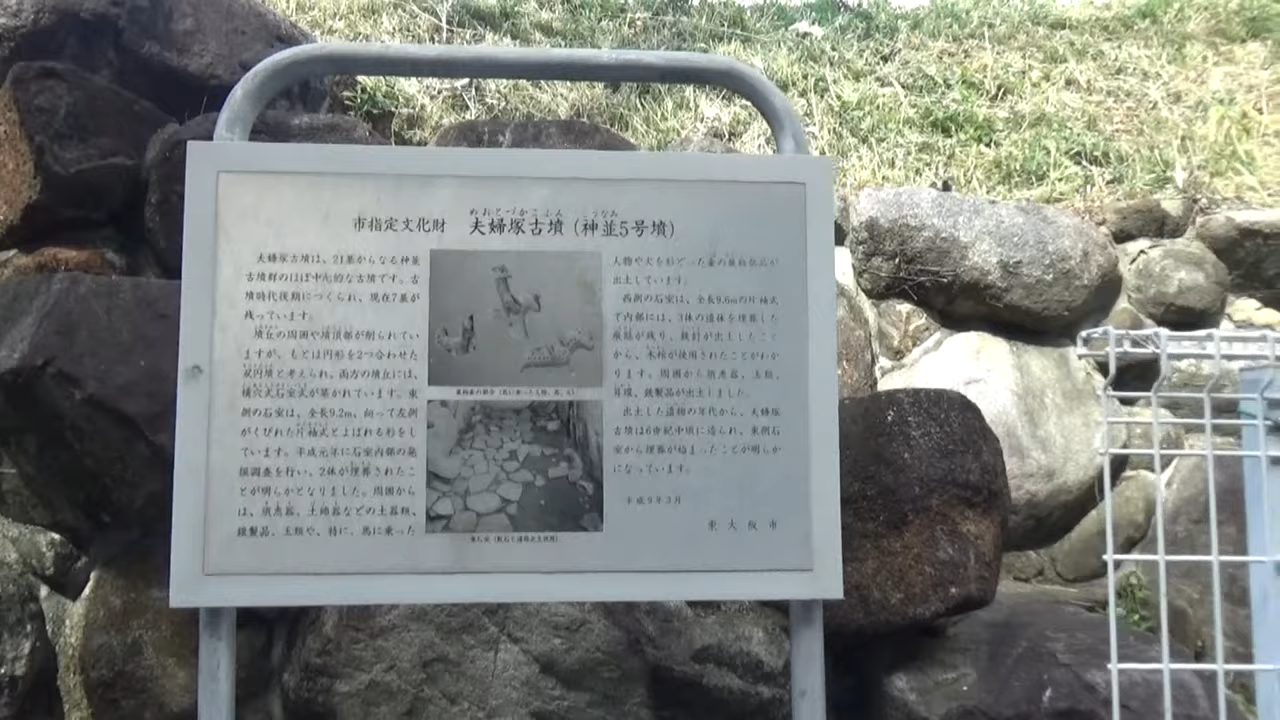 市指定文化財 夫婦塚古墳 (神並5号墳)
めおとづかこふん こうなみ
夫婦塚古墳は、21基からなる神並
古墳群のほぼ中心的な古墳です。古
墳時代後期につくられ、現在7基が
残っています。
墳丘の周囲や墳頂部が削られてい
ますが、もとは円形を2つ合わせた
双円墳と考えられ、両方の墳丘には、
横穴式石室式が築かれています。東
側の石室は、全長9.2m、向って左側
がくびれた片袖式とよばれる形をし
ています。平成元年に石室内部の発
掘調査を行い、2体が埋葬されたこ
とが明らかとなりました。周囲から
は、須恵器、土師器などの土器類、
鉄製品、玉類や、特に、馬に乗った
人物や犬を形どった
出土しています。
西側の石室は、全長9.6mの片袖式
で内部には、3体の遺体を埋葬した
痕跡が残り、鉄釘が出土したこと
から、木棺が使用されたことがわか
ります。周囲から須恵器、玉類、
耳環、鉄製品が出土しました。
出土した遺物の年代から、夫婦塚
古墳は6世紀中頃に造られ、東側石
室から埋葬が始まったことが明らか
になっています。
平成9年3月
東大阪市